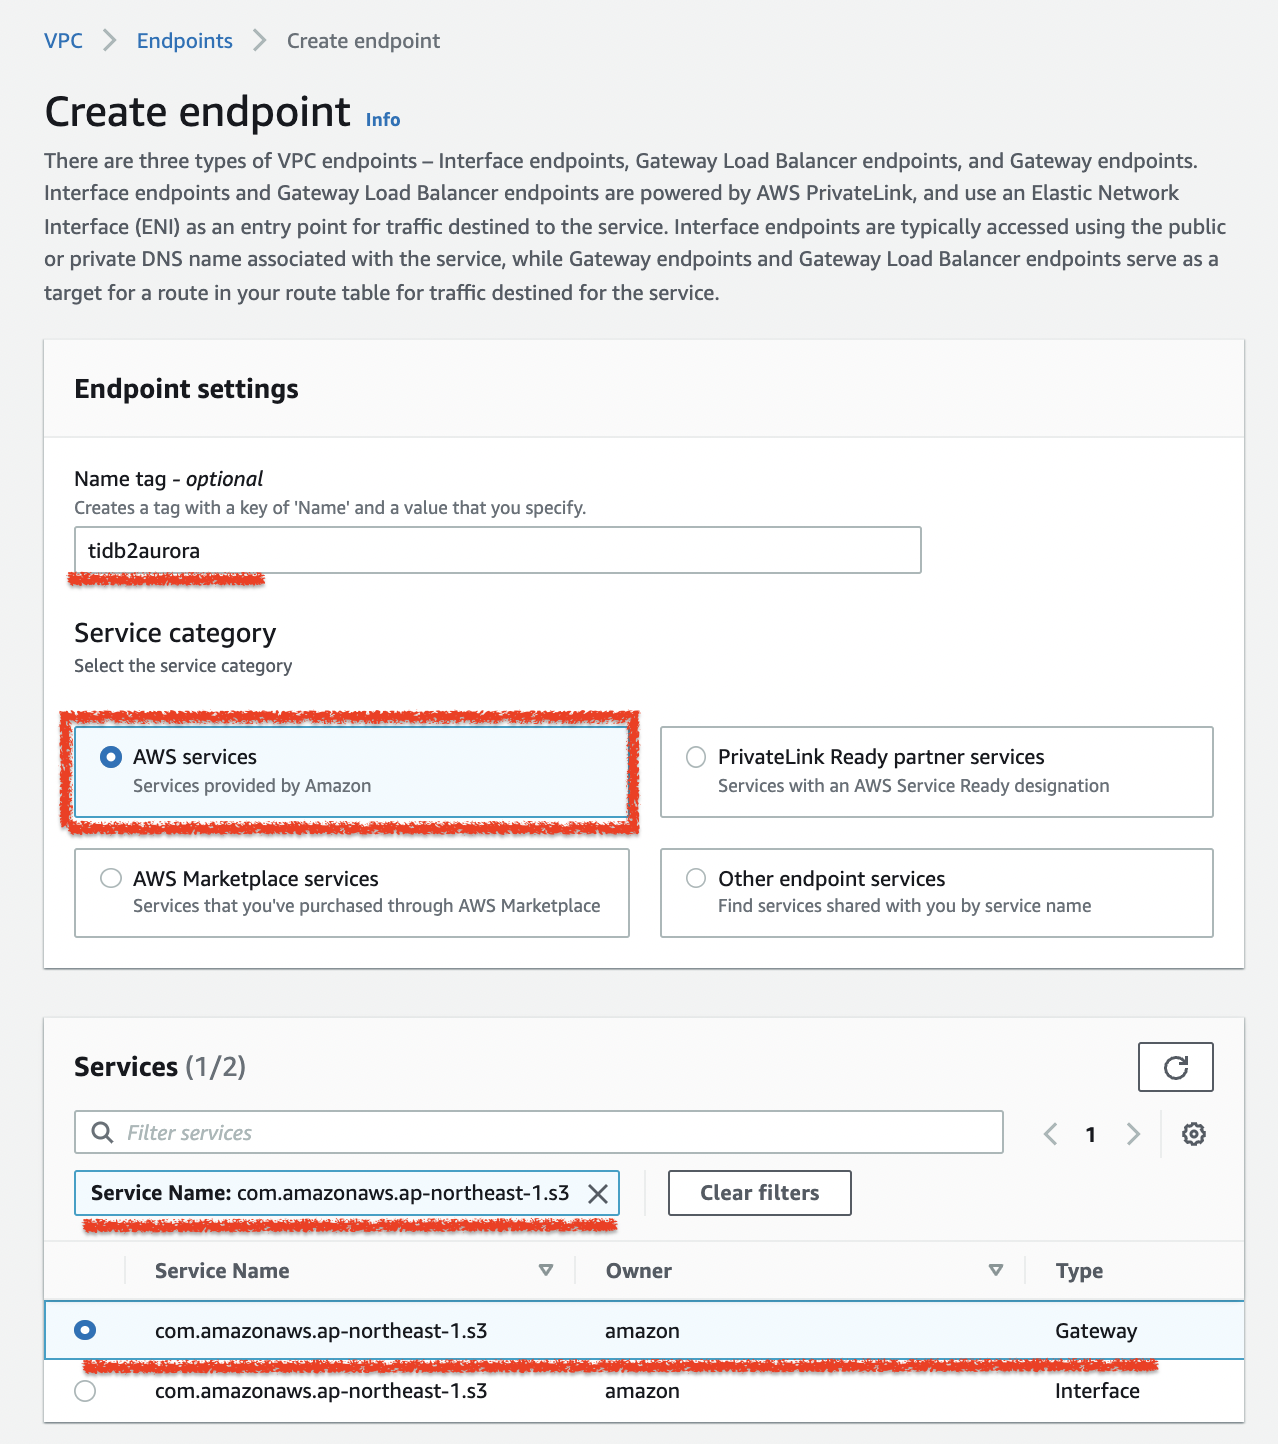 VPC > Endpoints > Create endpoint
Create endpoint Info
There are three types of VPC endpoints – Interface endpoints, Gateway Load Balancer endpoints, and Gateway endpoints.
Interface endpoints and Gateway Load Balancer endpoints are powered by AWS PrivateLink, and use an Elastic Network
Interface (ENI) as an entry point for traffic destined to the service. Interface endpoints are typically accessed using the public
or private DNS name associated with the service, while Gateway endpoints and Gateway Load Balancer endpoints serve as a
target for a route in your route table for traffic destined for the service.
Endpoint settings
Name tag - optional
Creates a tag with a key of 'Name' and a value that you specify.
tidb2aurora
Service category
Select the service category
AWS services
Services provided by Amazon
PrivateLink Ready partner services
Services with an AWS Service Ready designation
AWS Marketplace services
Services that you've purchased through AWS Marketplace
Other endpoint services
Find services shared with you by service name
Services (1/2)
Filter services
1
Service Name: com.amazonaws.ap-northeast-1.s3
Clear filters
Service Name Owner Type
com.amazonaws.ap-northeast-1.s3 amazon Gateway
com.amazonaws.ap-northeast-1.s3 amazon Interface